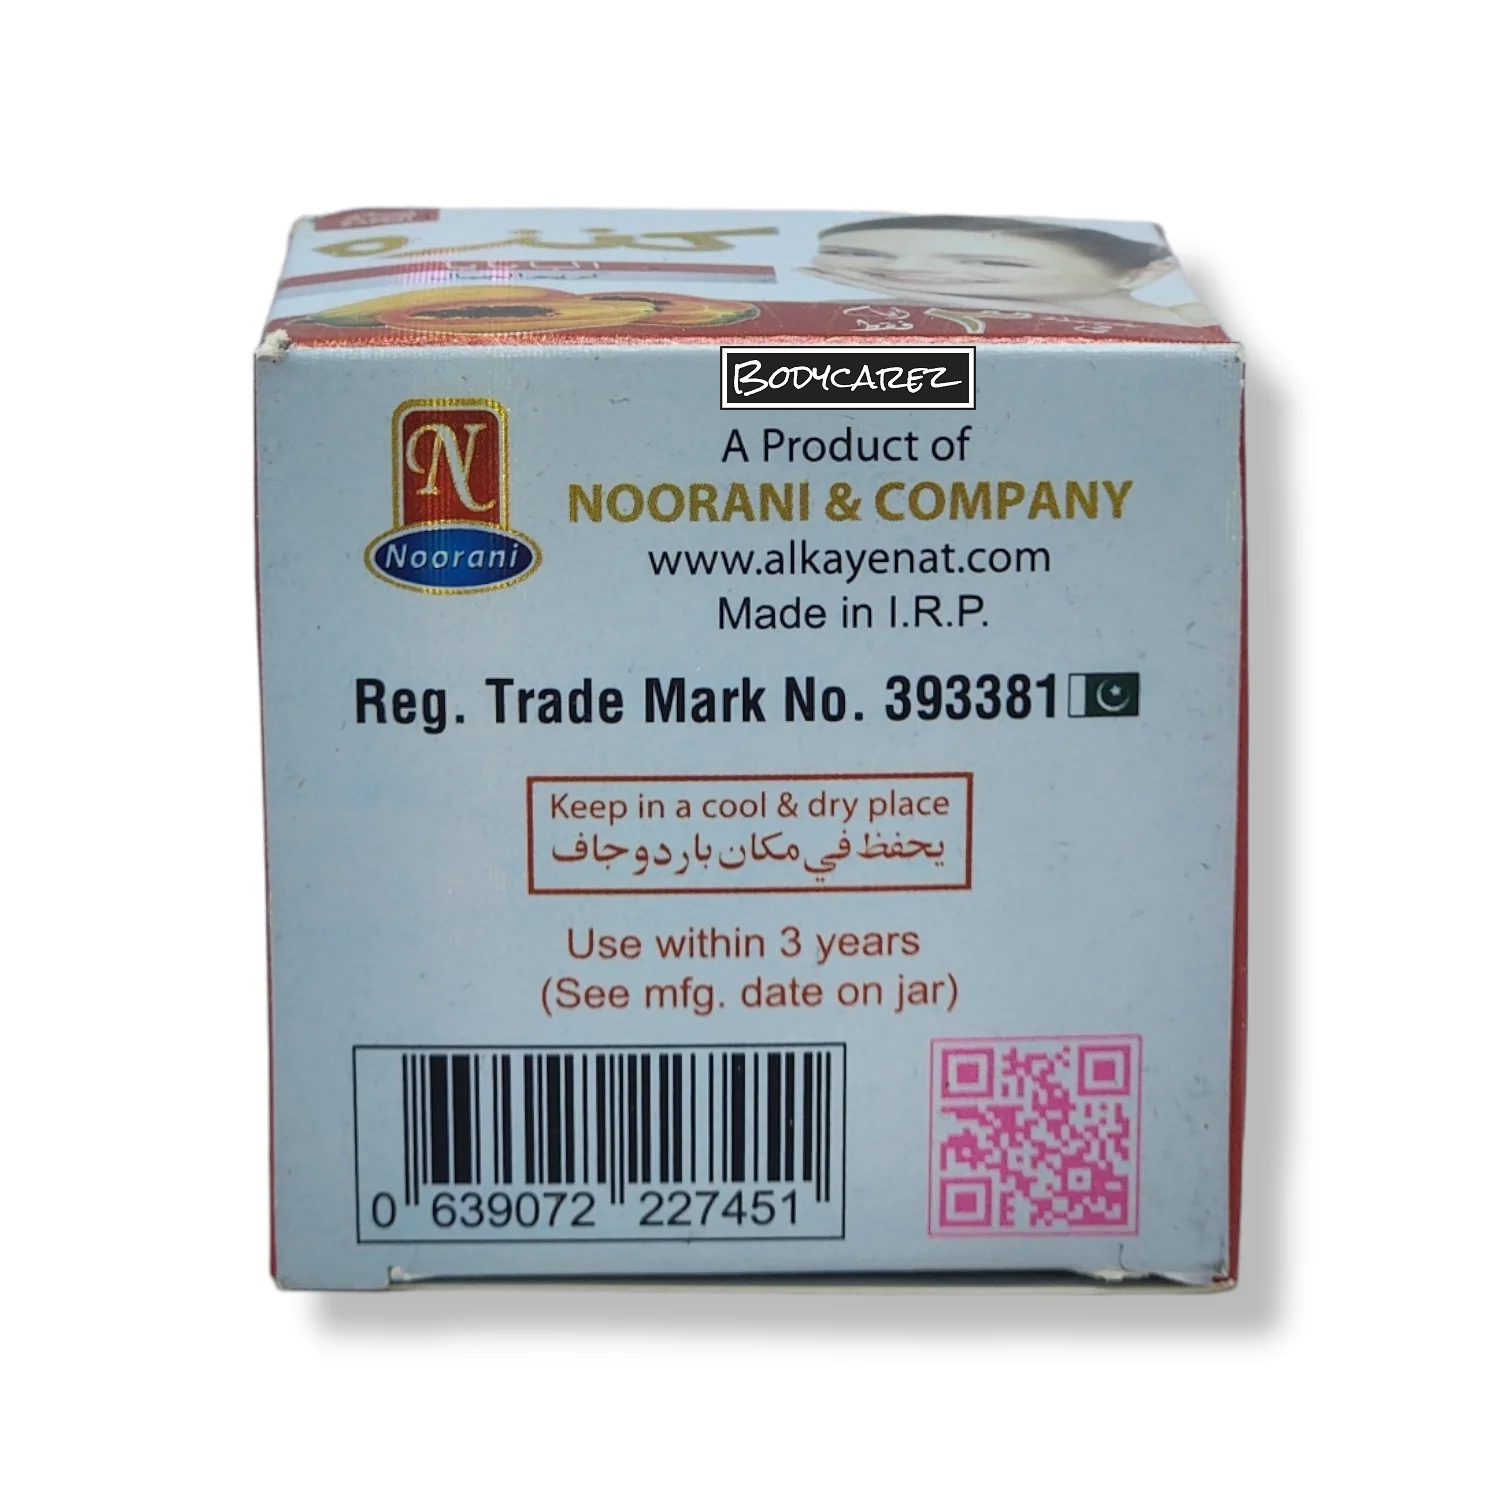 BODYCAREZ
A Product of
N
NOORANI & COMPANY
Noorani
www.alkayenat.com
Made in I.R.P.
Reg. Trade Mark No. 393381
Keep in a cool & dry place
يحفظ في مكان بارد و جاف
Use within 3 years
(See mfg. date on jar)
0 639072 227451